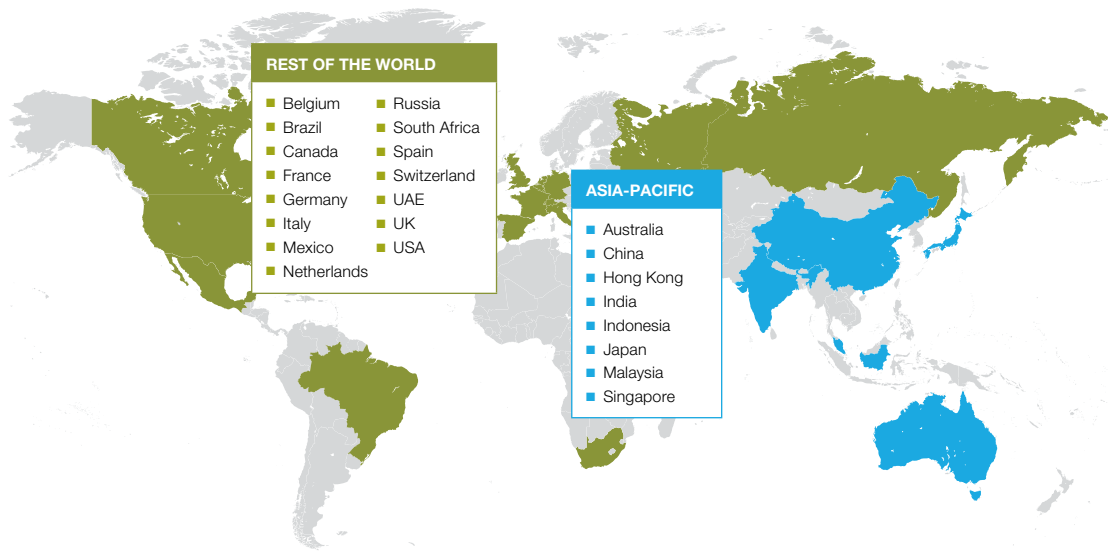 REST OF THE WORLD
Belgium
Brazil
Canada
France
Germany
Italy
Mexico
Netherlands
Russia
South Africa
Spain
Switzerland
UAE
UK
USA
ASIA-PACIFIC
Australia
China
Hong Kong
India
Indonesia
Japan
Malaysia
Singapore